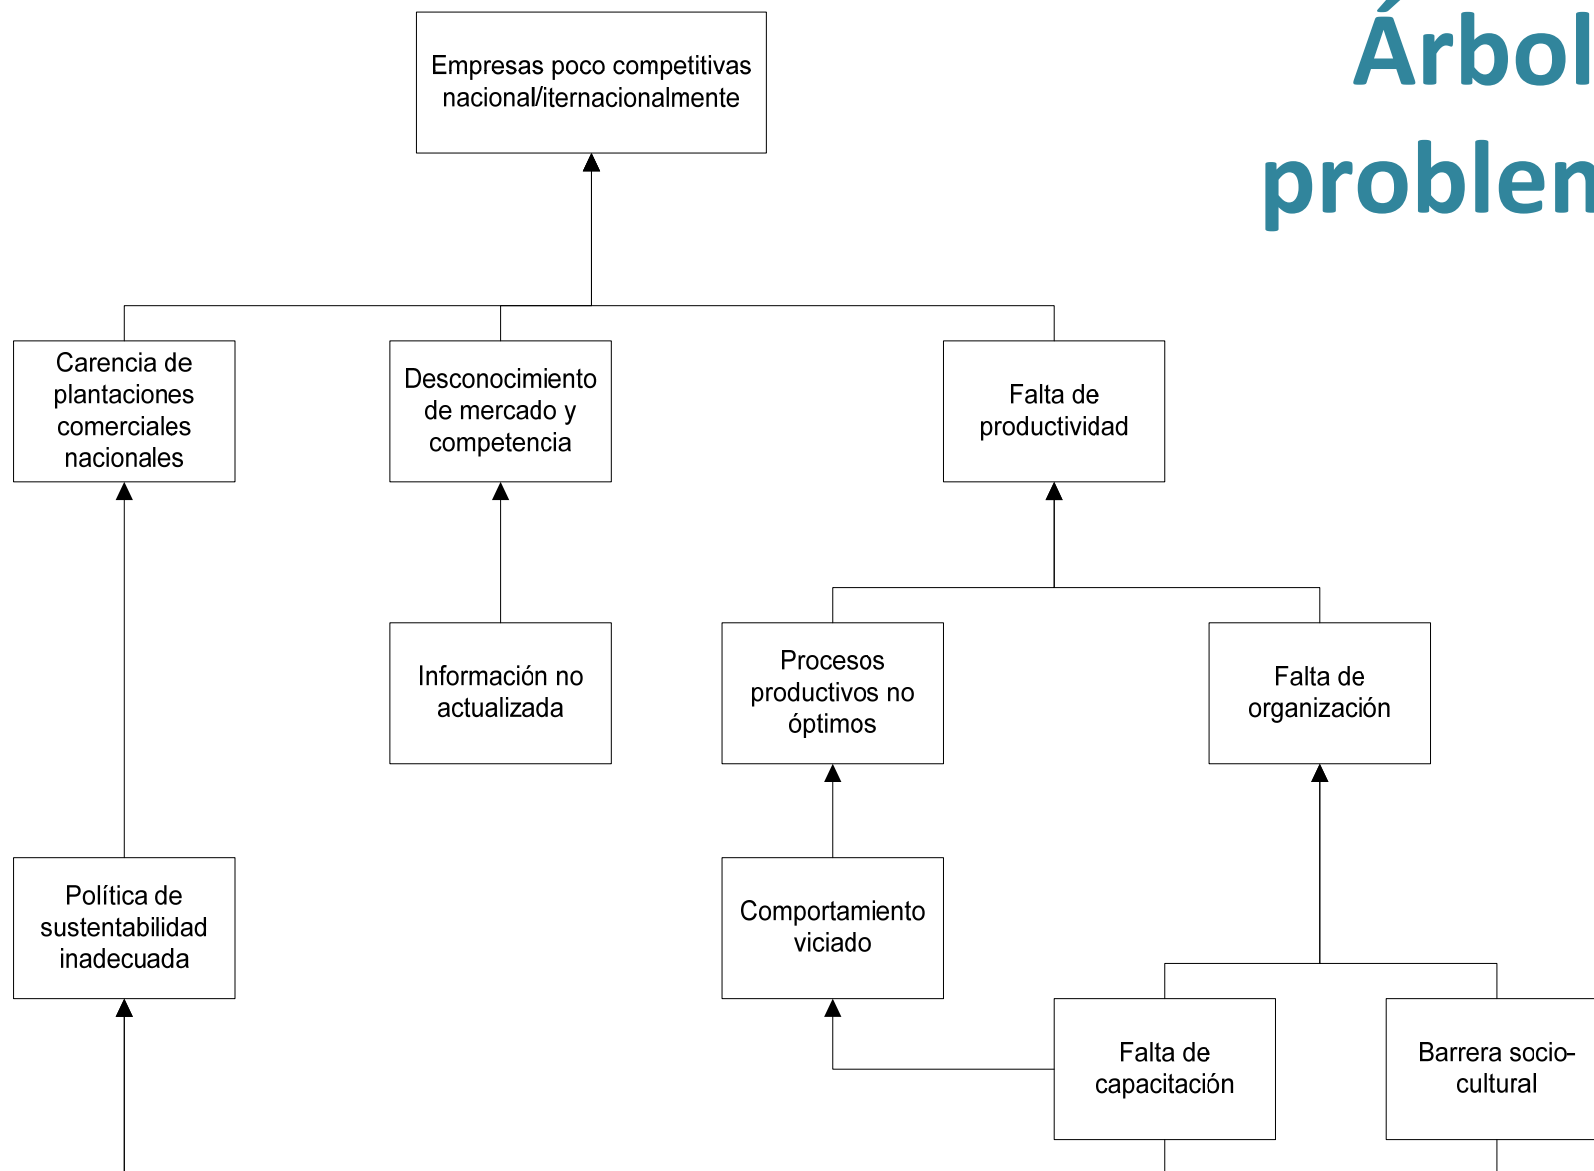 Árbol
problem
Empresas poco competitivas
nacional/iternacionalmente
Carencia de
plantaciones
comerciales
nacionales
Desconocimiento
de mercado y
competencia
Falta de
productividad
Información no
actualizada
Procesos
productivos no
óptimos
Falta de
organización
Política de
sustentabilidad
inadecuada
Comportamiento
viciado
Falta de
capacitación
Barrera socio-
cultural